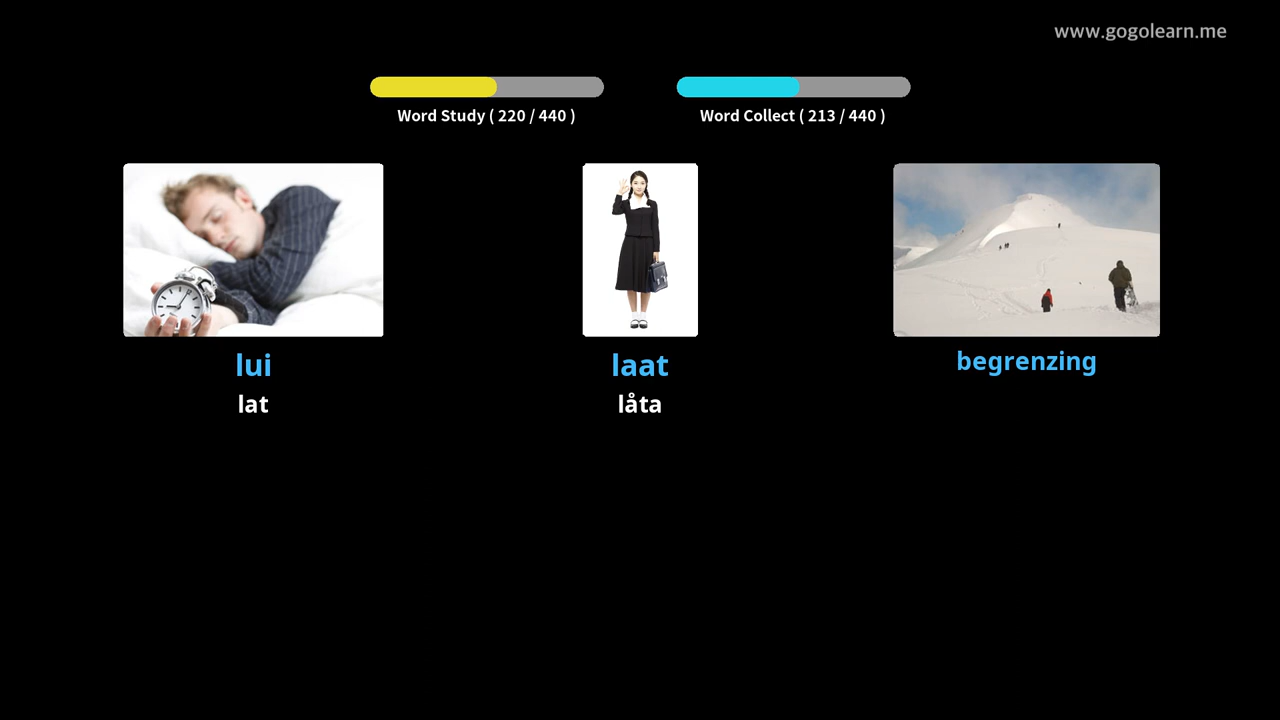 www.gogolearn.me
Word Study ( 220 / 440 )
Word Collect ( 213 / 440 )
lui
lat
laat
låta
begrenzing